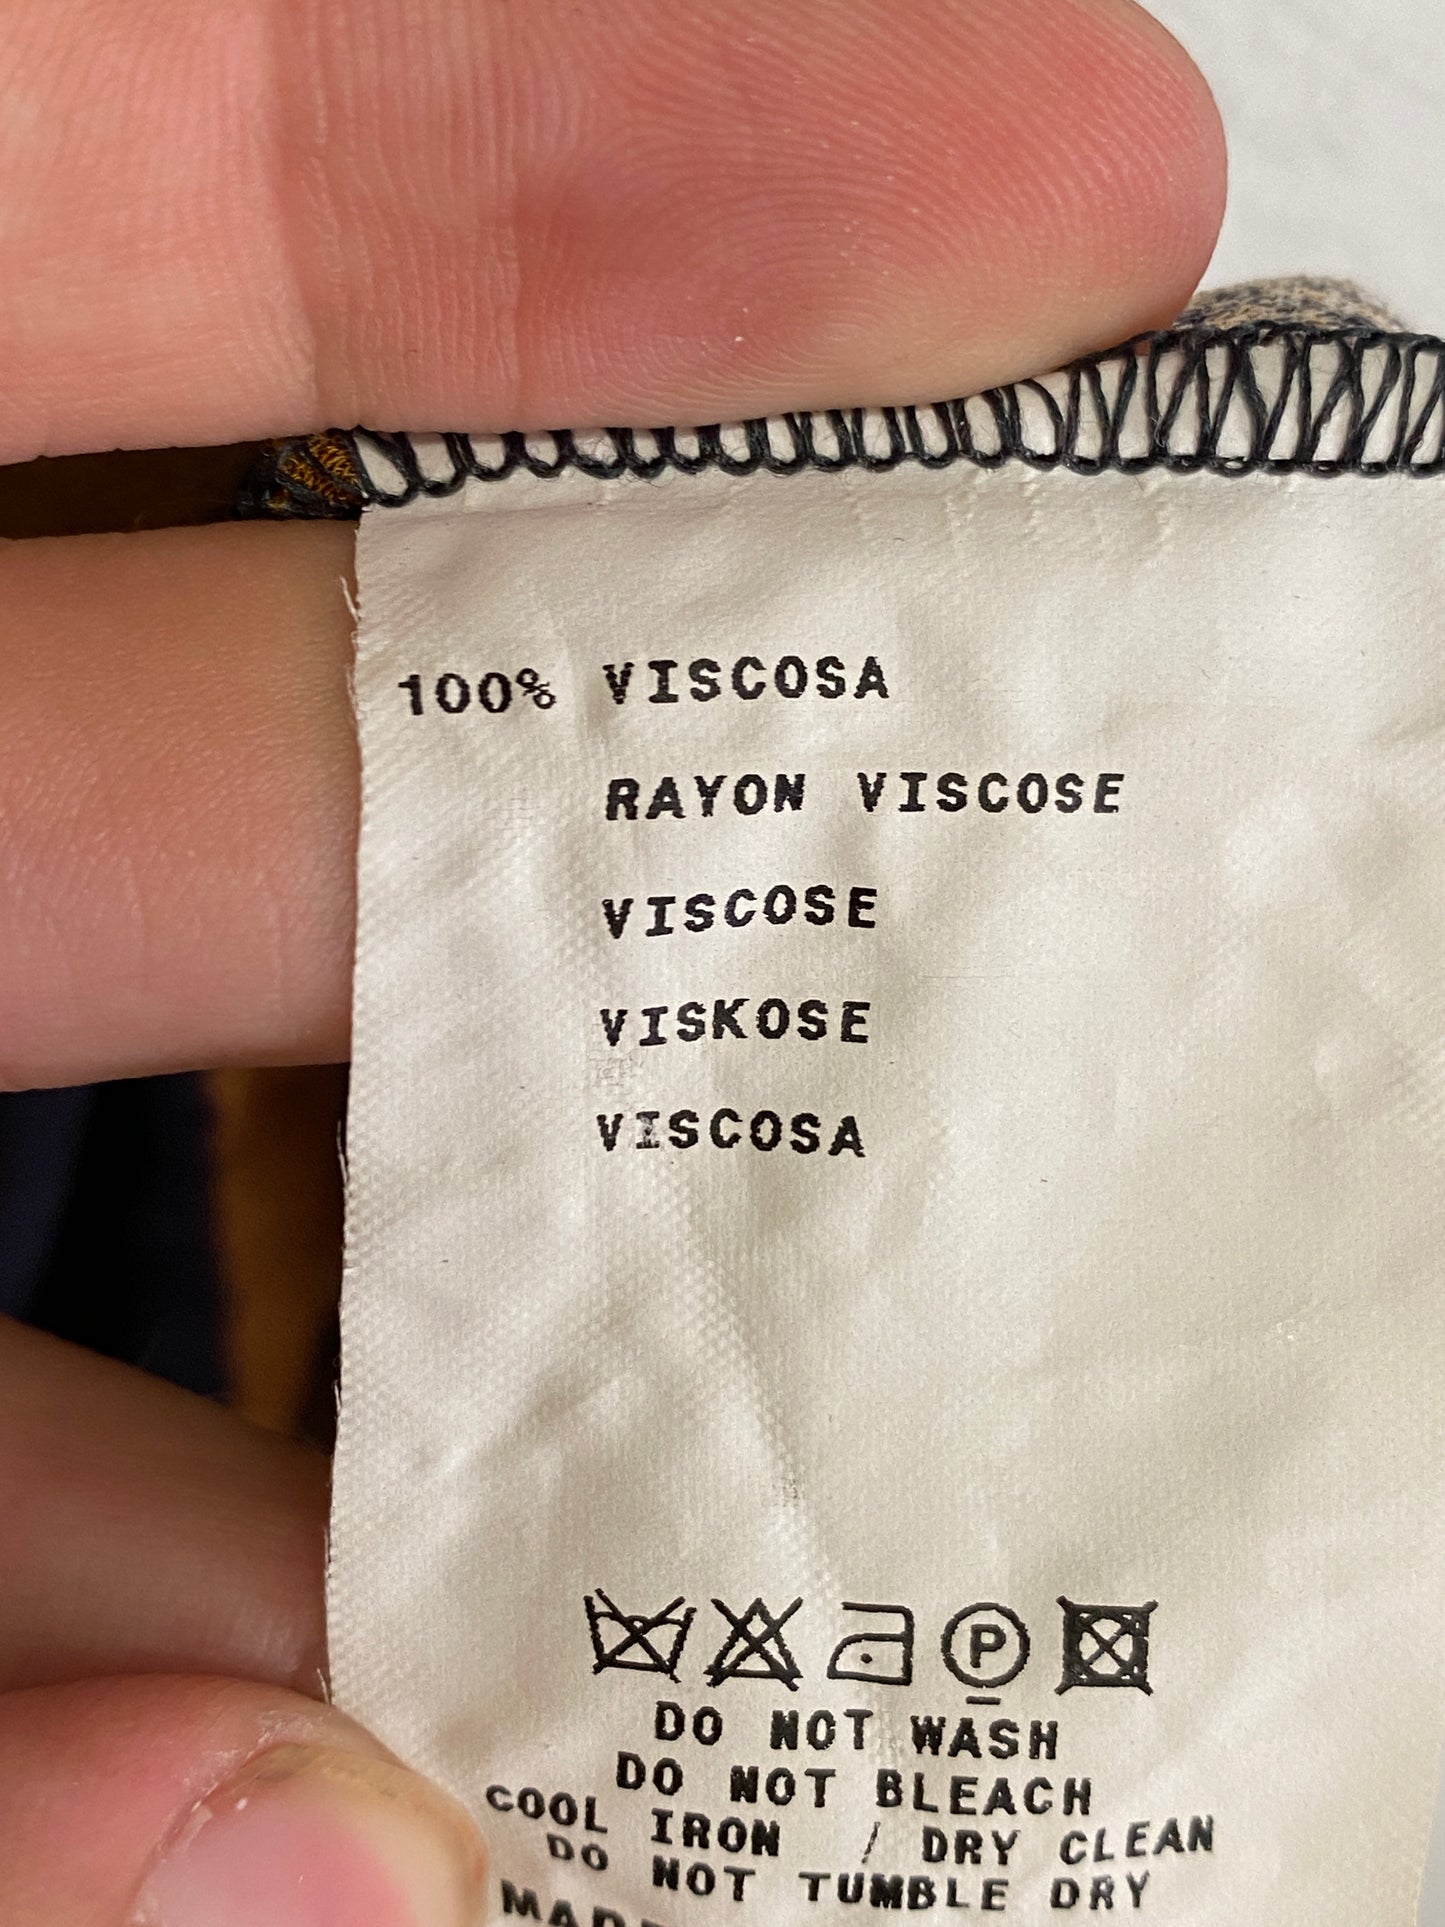 100% VISCOSA
RAYON VISCOSE
VISCOSE
VISKOSE
VISCOSA
P
DO NOT WASH
DO NOT BLEACH
COOL IRON / DRY CLEAN
DO NOT TUMBLE DRY